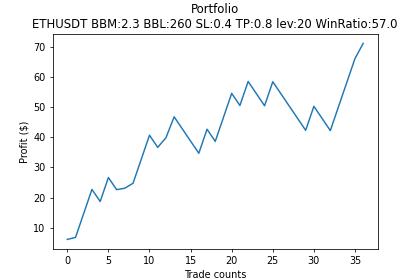 Portfolio
ETHUSDT BBM:2.3 BBL:260 SL:0.4 TP:0.8 lev:20 WinRatio:57.0
70
60
50
40
30
20
10
Profit ($)
0 5 10 15 20 25 30 35
Trade counts